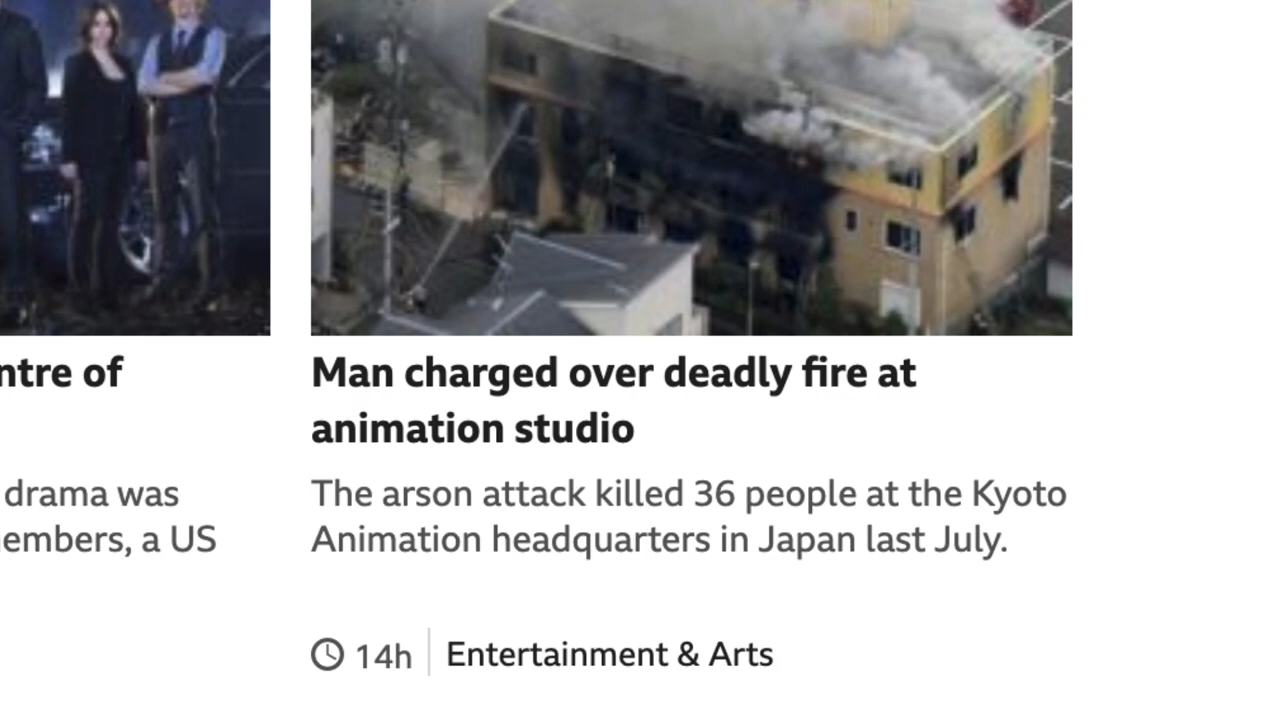 ntre of
drama was
embers, a US
Man charged over deadly fire at
animation studio
The arson attack killed 36 people at the Kyoto
Animation headquarters in Japan last July.
14h
Entertainment & Arts